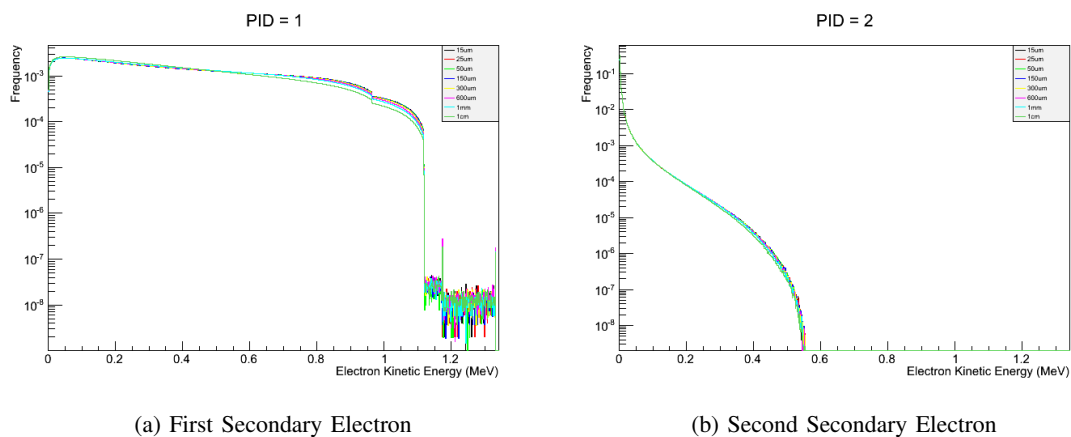 PID = 1
Frequency
10⁻³
10⁻⁴
10⁻⁵
10⁻⁶
10⁻⁷
10⁻⁸
15um
25um
50um
150um
300um
600um
1mm
1cm
0 0.2 0.4 0.6 0.8 1 1.2
Electron Kinetic Energy (MeV)
(a) First Secondary Electron
PID = 2
Frequency
10⁻¹
10⁻²
10⁻³
10⁻⁴
10⁻⁵
10⁻⁶
10⁻⁷
10⁻⁸
15um
25um
50um
150um
300um
600um
1mm
1cm
0 0.2 0.4 0.6 0.8 1 1.2
Electron Kinetic Energy (MeV)
(b) Second Secondary Electron